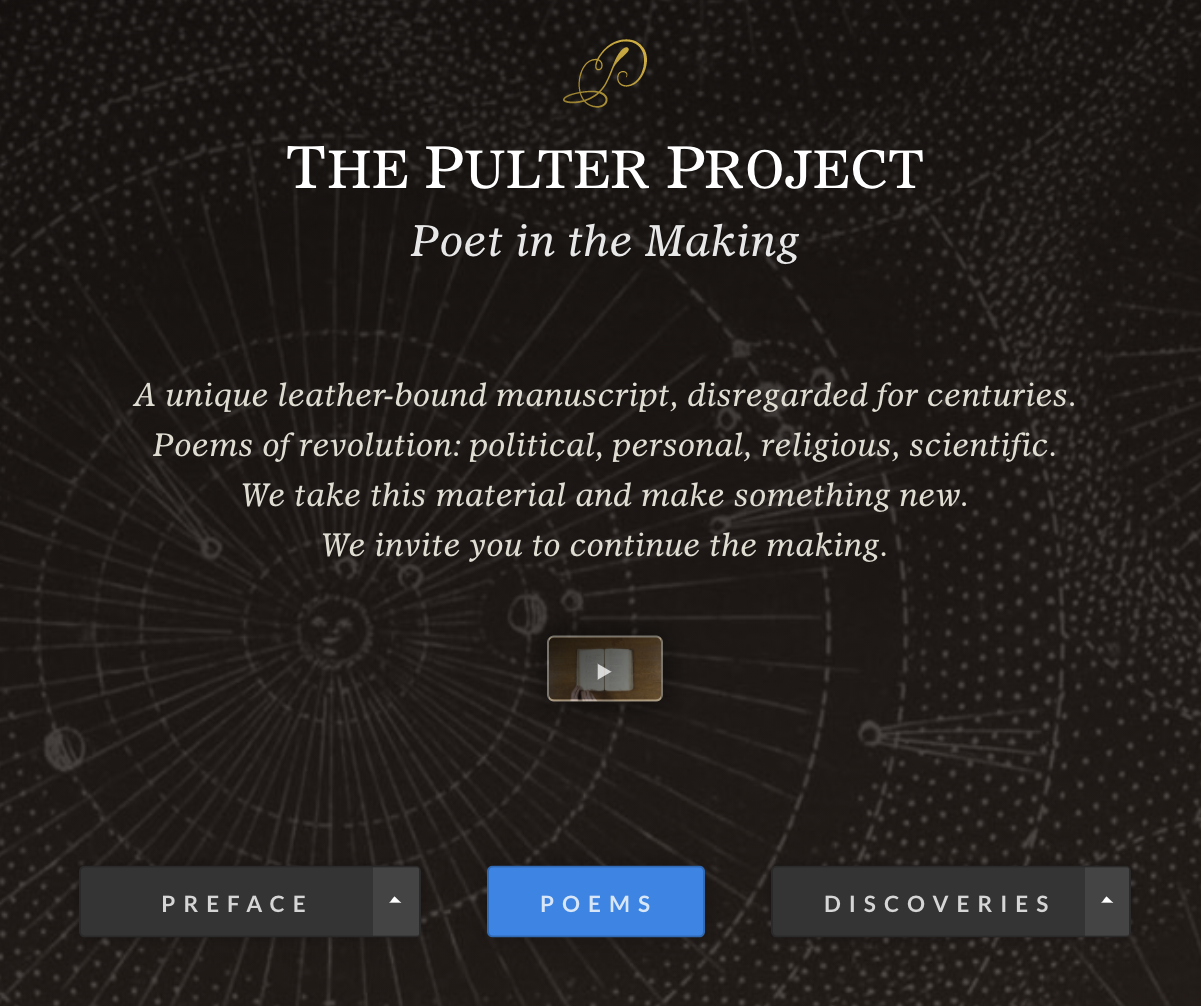 THE PULTER PROJECT
Poet in the Making
A unique leather-bound manuscript, disregarded for centuries.
Poems of revolution: political, personal, religious, scientific.
We take this material and make something new.
We invite you to continue the making.
PREFACE
POEMS
DISCOVERIES